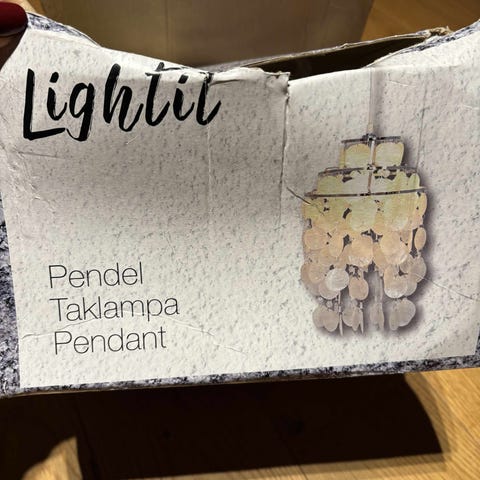 Lightit
Pendel
Taklampa
Pendant